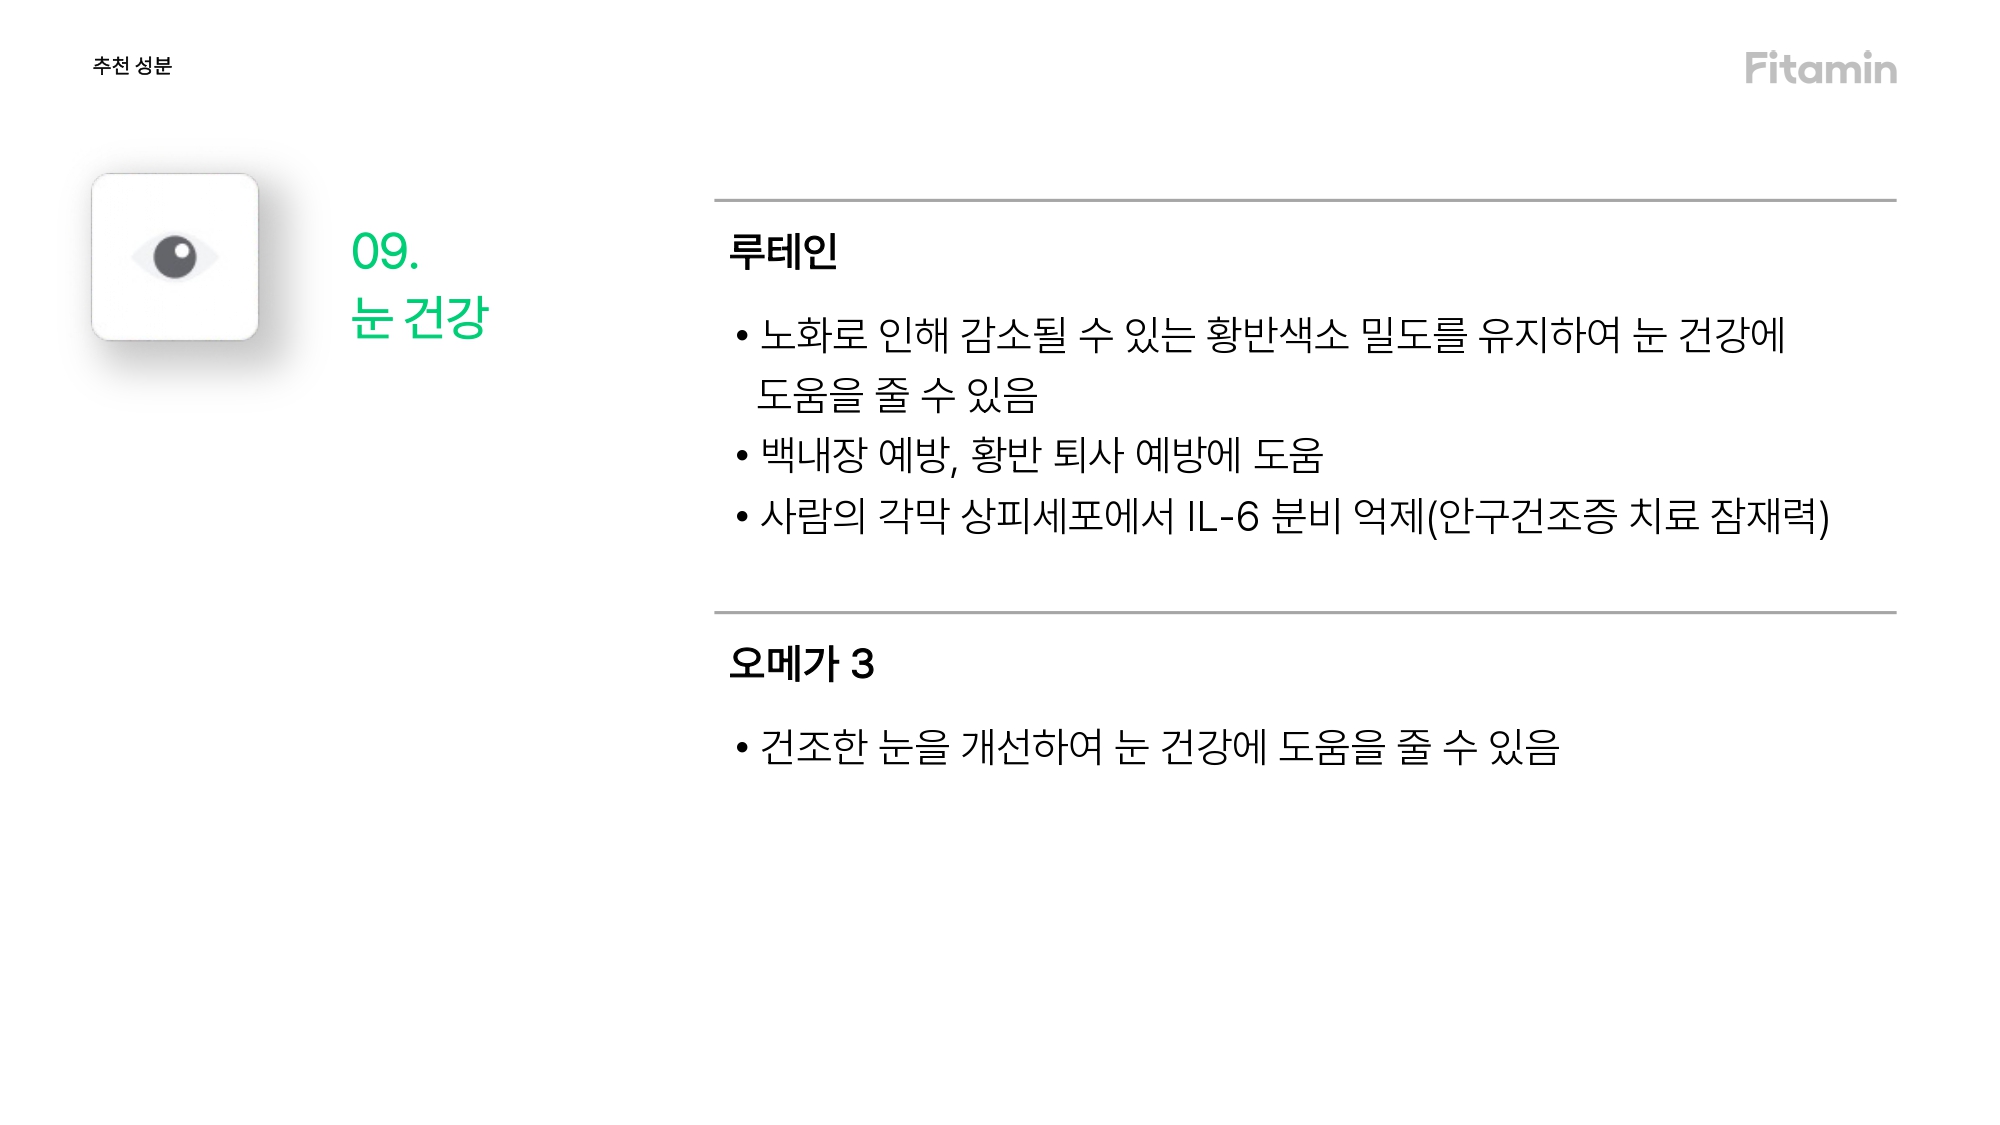 추천 성분
Fitamin
09.
눈 건강
루테인
• 노화로 인해 감소될 수 있는 황반색소 밀도를 유지하여 눈 건강에
도움을 줄 수 있음
• 백내장 예방, 황반 퇴사 예방에 도움
• 사람의 각막 상피세포에서 IL-6 분비 억제(안구건조증 치료 잠재력)
오메가 3
• 건조한 눈을 개선하여 눈 건강에 도움을 줄 수 있음